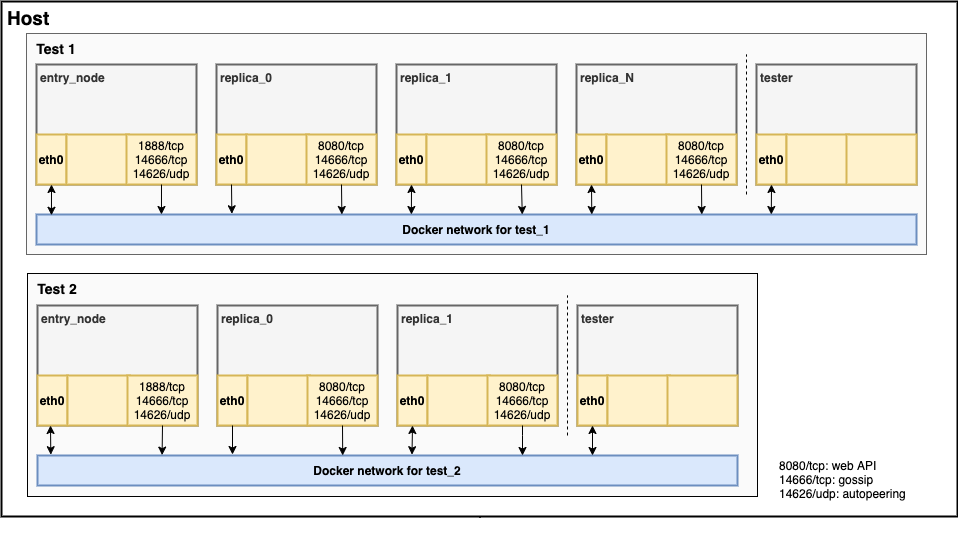 Host
Test 1
entry_node
replica_0
replica_1
replica_N
tester
eth0
1888/tcp
14666/tcp
14626/udp
eth0
8080/tcp
14666/tcp
14626/udp
eth0
8080/tcp
14666/tcp
14626/udp
eth0
8080/tcp
14666/tcp
14626/udp
eth0
Docker network for test_1
Test 2
entry_node
replica_0
replica_1
tester
eth0
1888/tcp
14666/tcp
14626/udp
eth0
8080/tcp
14666/tcp
14626/udp
eth0
8080/tcp
14666/tcp
14626/udp
eth0
Docker network for test_2
8080/tcp: web API
14666/tcp: gossip
14626/udp: autopeering